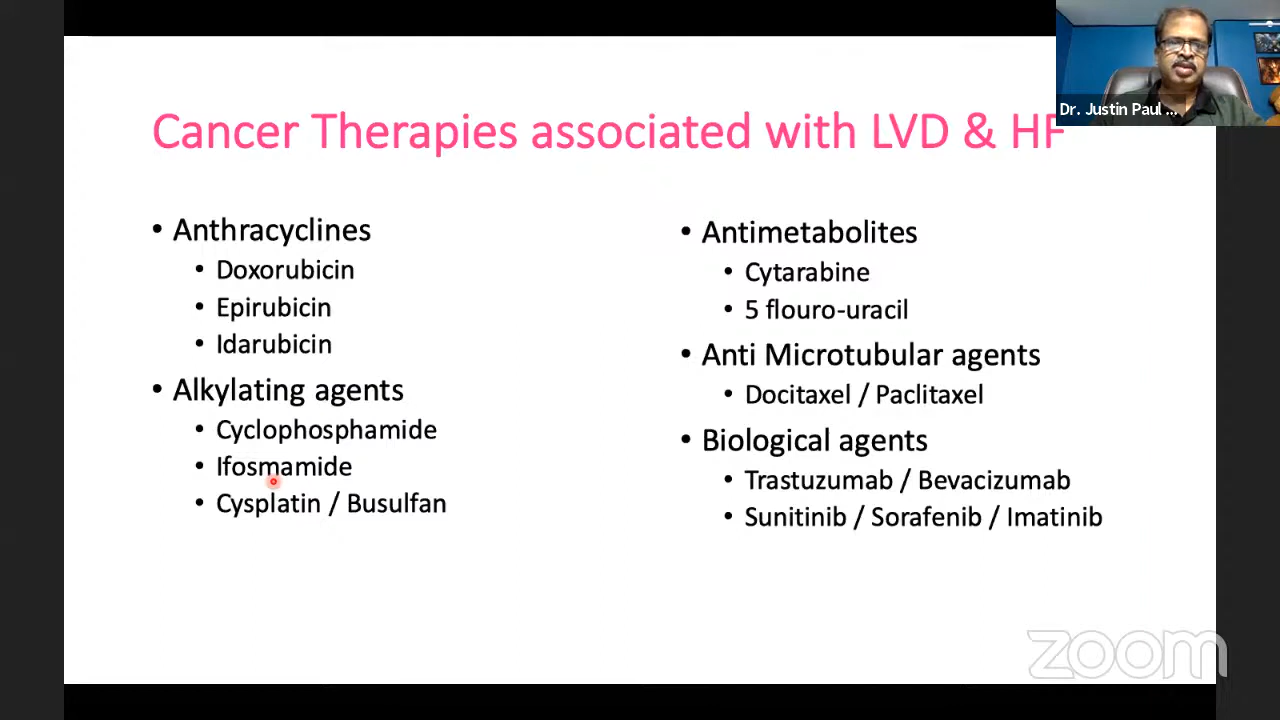 Dr. Justin Paul ...
Cancer Therapies associated with LVD & HF
• Anthracyclines
• Doxorubicin
• Epirubicin
• Idarubicin
• Alkylating agents
• Cyclophosphamide
• Ifosmamide
• Cysplatin / Busulfan
• Antimetabolites
• Cytarabine
• 5 flouro-uracil
• Anti Microtubular agents
• Docitaxel / Paclitaxel
• Biological agents
• Trastuzumab / Bevacizumab
• Sunitinib / Sorafenib / Imatinib
zoom